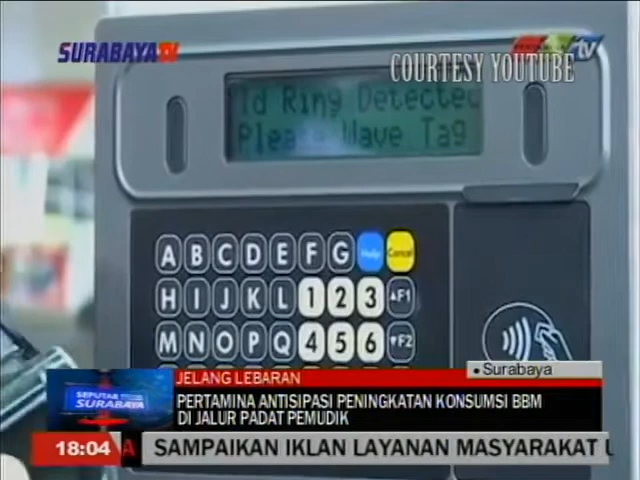 SURABAYATV
tv
COURTESY YOUTUBE
Id Ring Detected
Please Wave Tag
A B C D E F G Help Cancel
H I J K L 1 2 3 ▲F1
M N O P Q 4 5 6 ▼F2
Surabaya
JELANG LEBARAN
SEPUTAR
SURABAYA
PERTAMINA ANTISIPASI PENINGKATAN KONSUMSI BBM
DI JALUR PADAT PEMUDIK
18:04 A SAMPAIKAN IKLAN LAYANAN MASYARAKAT